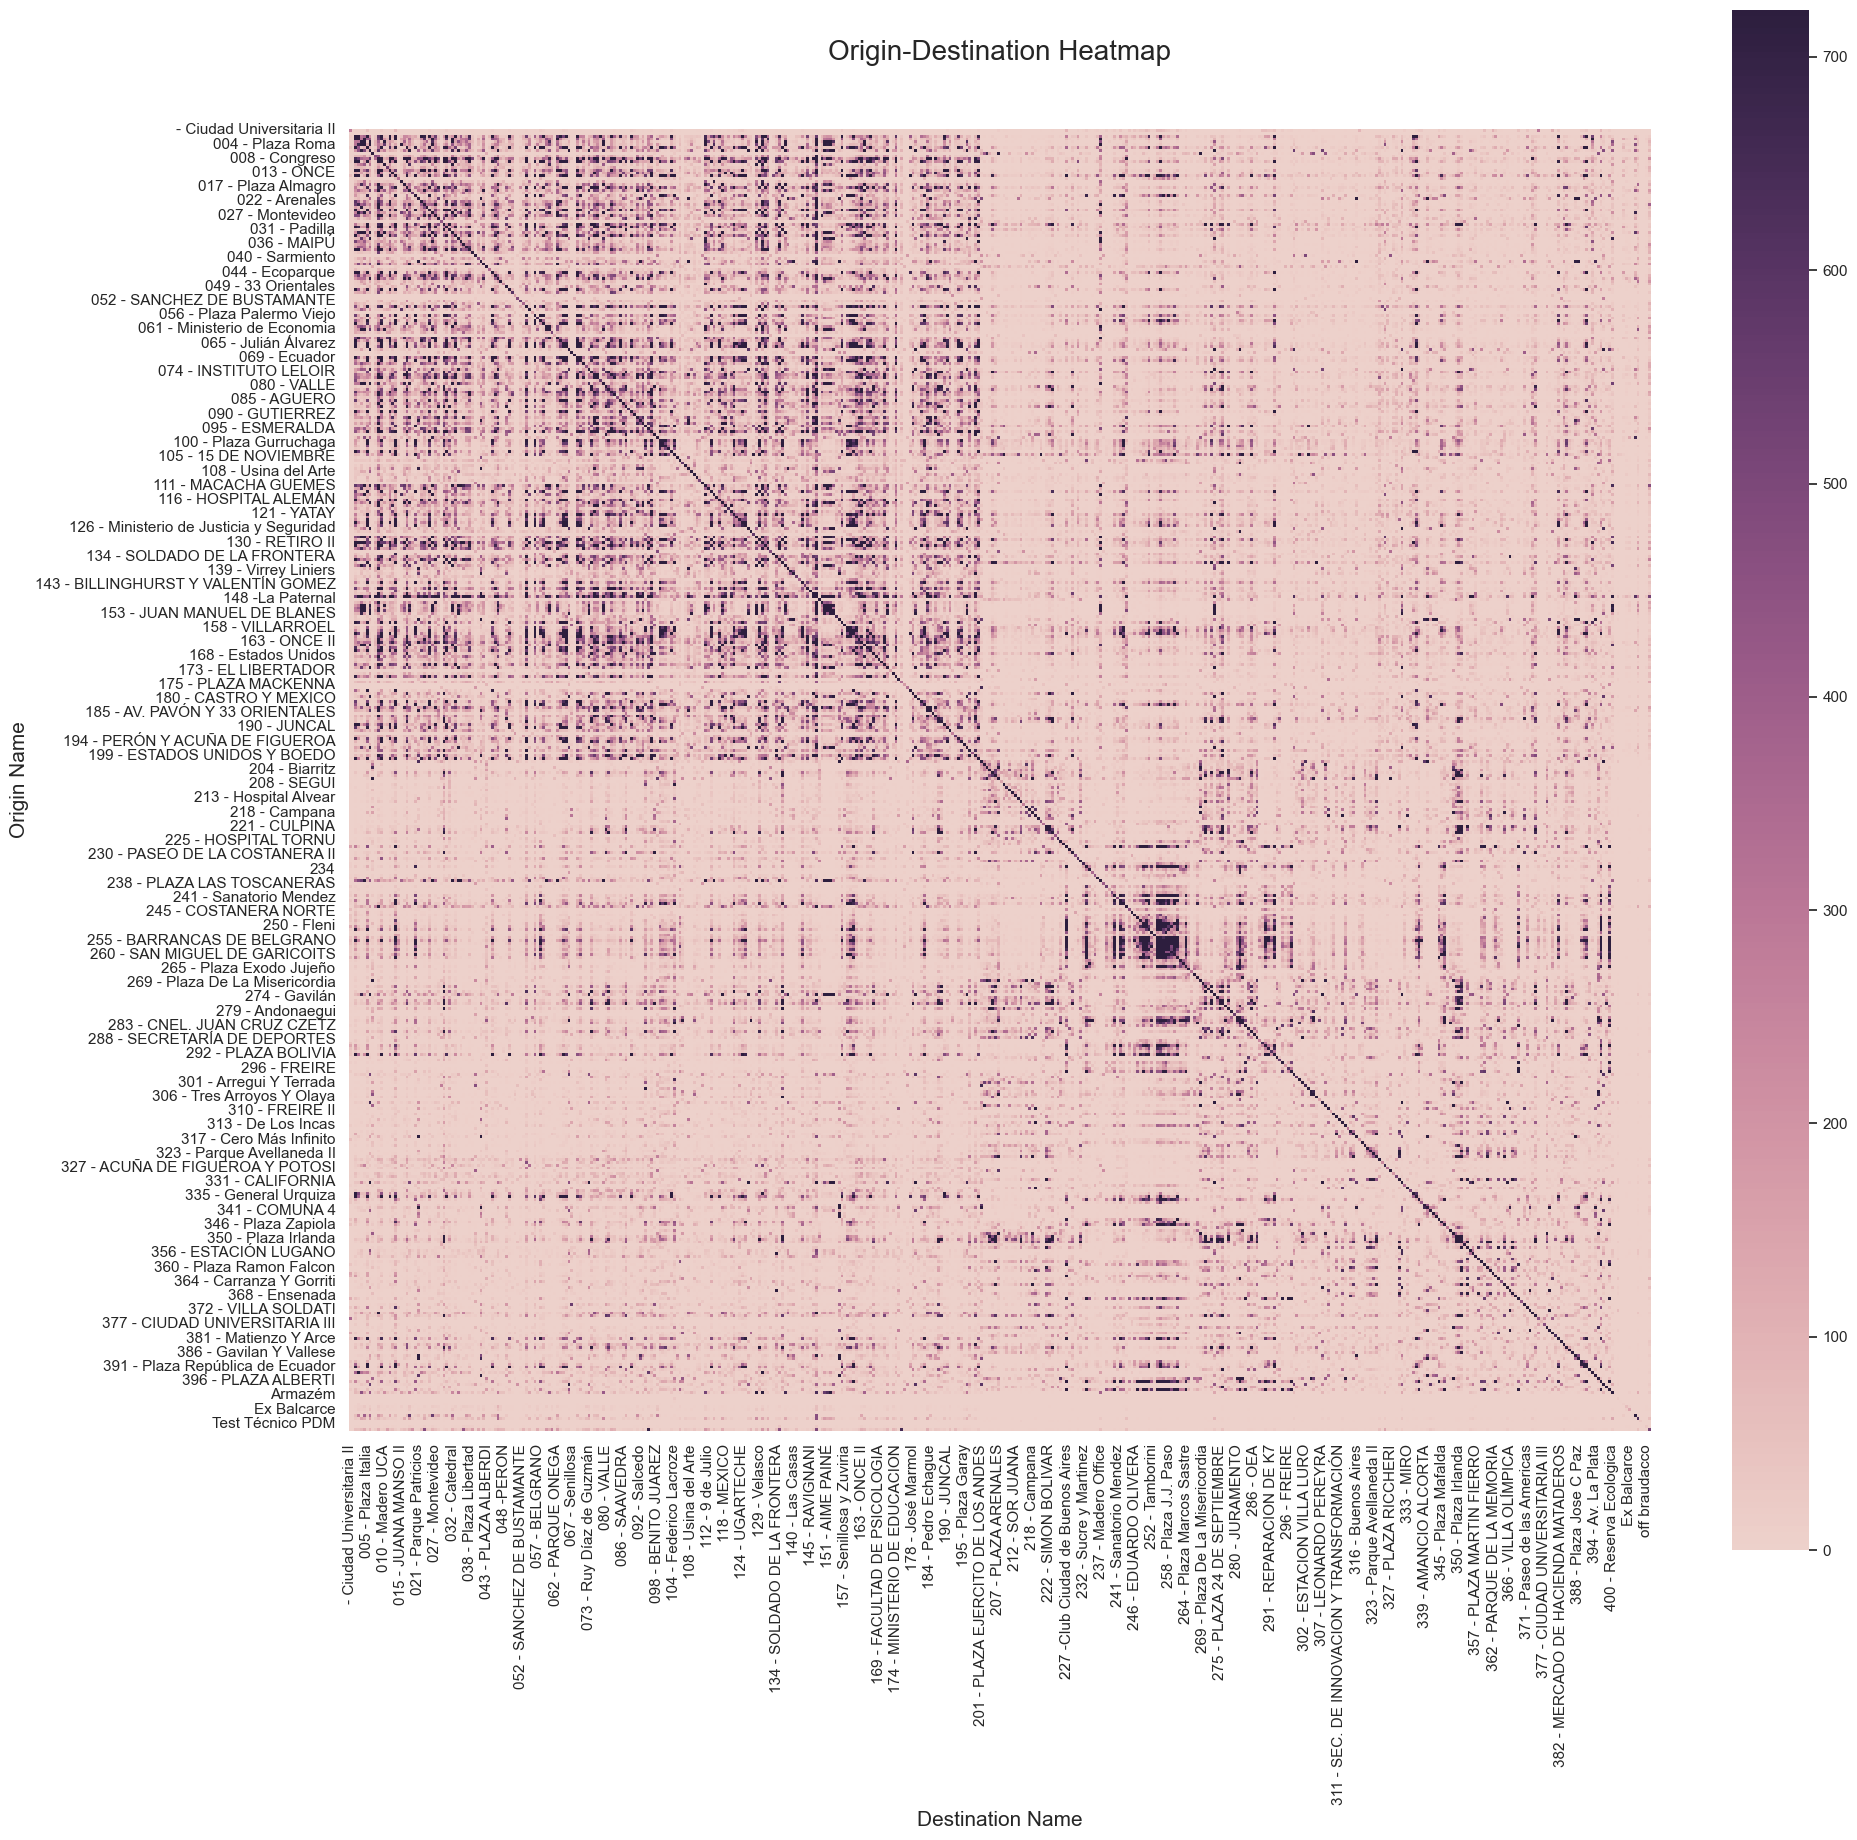 Origin-Destination Heatmap
Origin Name
- Ciudad Universitaria II
004 - Plaza Roma
008 - Congreso
013 - ONCE
017 - Plaza Almagro
022 - Arenales
027 - Montevideo
031 - Padilla
036 - MAIPÚ
040 - Sarmiento
044 - Ecoparque
049 - 33 Orientales
052 - SANCHEZ DE BUSTAMANTE
056 - Plaza Palermo Viejo
061 - Ministerio de Economia
065 - Julián Álvarez
069 - Ecuador
074 - INSTITUTO LELOIR
080 - VALLE
085 - AGUERO
090 - GUTIERREZ
095 - ESMERALDA
100 - Plaza Gurruchaga
105 - 15 DE NOVIEMBRE
108 - Usina del Arte
111 - MACACHA GUEMES
116 - HOSPITAL ALEMÁN
121 - YATAY
126 - Ministerio de Justicia y Seguridad
130 - RETIRO II
134 - SOLDADO DE LA FRONTERA
139 - Virrey Liniers
143 - BILLINGHURST Y VALENTÍN GOMEZ
148 -La Paternal
153 - JUAN MANUEL DE BLANES
158 - VILLARROEL
163 - ONCE II
168 - Estados Unidos
173 - EL LIBERTADOR
175 - PLAZA MACKENNA
180 - CASTRO Y MEXICO
185 - AV. PAVÓN Y 33 ORIENTALES
190 - JUNCAL
194 - PERÓN Y ACUÑA DE FIGUEROA
199 - ESTADOS UNIDOS Y BOEDO
204 - Biarritz
208 - SEGUI
213 - Hospital Alvear
218 - Campana
221 - CULPINA
225 - HOSPITAL TORNU
230 - PASEO DE LA COSTANERA II
234
238 - PLAZA LAS TOSCANERAS
241 - Sanatorio Mendez
245 - COSTANERA NORTE
250 - Fleni
255 - BARRANCAS DE BELGRANO
260 - SAN MIGUEL DE GARICOITS
265 - Plaza Exodo Jujeño
269 - Plaza De La Misericordia
274 - Gavilán
279 - Andonaegui
283 - CNEL. JUAN CRUZ CZETZ
288 - SECRETARÍA DE DEPORTES
292 - PLAZA BOLIVIA
296 - FREIRE
301 - Arregui Y Terrada
306 - Tres Arroyos Y Olaya
310 - FREIRE II
313 - De Los Incas
317 - Cero Más Infinito
323 - Parque Avellaneda II
327 - ACUÑA DE FIGUEROA Y POTOSI
331 - CALIFORNIA
335 - General Urquiza
341 - COMUNA 4
346 - Plaza Zapiola
350 - Plaza Irlanda
356 - ESTACIÓN LUGANO
360 - Plaza Ramon Falcon
364 - Carranza Y Gorriti
368 - Ensenada
372 - VILLA SOLDATI
377 - CIUDAD UNIVERSITARIA III
381 - Matienzo Y Arce
386 - Gavilan Y Vallese
391 - Plaza República de Ecuador
396 - PLAZA ALBERTI
Armazém
Ex Balcarce
Test Técnico PDM
- Ciudad Universitaria II
005 - Plaza Italia
010 - Madero UCA
015 - JUANA MANSO II
021 - Parque Patricios
027 - Montevideo
032 - Catedral
038 - Plaza Libertad
043 - PLAZA ALBERDI
048 -PERON
052 - SANCHEZ DE BUSTAMANTE
057 - BELGRANO
062 - PARQUE ONEGA
067 - Senillosa
073 - Ruy Díaz de Guzmán
080 - VALLE
086 - SAAVEDRA
092 - Salcedo
098 - BENITO JUAREZ
104 - Federico Lacroze
108 - Usina del Arte
112 - 9 de Julio
118 - MEXICO
124 - UGARTECHE
129 - Velasco
134 - SOLDADO DE LA FRONTERA
140 - Las Casas
145 - RAVIGNANI
151 - AIME PAINÉ
157 - Senillosa y Zuviria
163 - ONCE II
169 - FACULTAD DE PSICOLOGIA
174 - MINISTERIO DE EDUCACION
178 - José Marmol
184 - Pedro Echague
190 - JUNCAL
195 - Plaza Garay
201 - PLAZA EJERCITO DE LOS ANDES
207 - PLAZA ARENALES
212 - SOR JUANA
218 - Campana
222 - SIMON BOLIVAR
227 -Club Ciudad de Buenos Aires
232 - Sucre y Martinez
237 - Madero Office
241 - Sanatorio Mendez
246 - EDUARDO OLIVERA
252 - Tamborini
258 - Plaza J.J. Paso
264 - Plaza Marcos Sastre
269 - Plaza De La Misericordia
275 - PLAZA 24 DE SEPTIEMBRE
280 - JURAMENTO
286 - OEA
291 - REPARACION DE K7
296 - FREIRE
302 - ESTACION VILLA LURO
307 - LEONARDO PEREYRA
311 - SEC. DE INNOVACION Y TRANSFORMACIÓN
316 - Buenos Aires
323 - Parque Avellaneda II
327 - PLAZA RICCHERI
333 - MIRO
339 - AMANCIO ALCORTA
345 - Plaza Mafalda
350 - Plaza Irlanda
357 - PLAZA MARTIN FIERRO
362 - PARQUE DE LA MEMORIA
366 - VILLA OLÍMPICA
371 - Paseo de las Americas
377 - CIUDAD UNIVERSITARIA III
382 - MERCADO DE HACIENDA MATADEROS
388 - Plaza Jose C Paz
394 - Av. La Plata
400 - Reserva Ecologica
Ex Balcarce
off braudacco
Destination Name
700
600
500
400
300
200
100
0